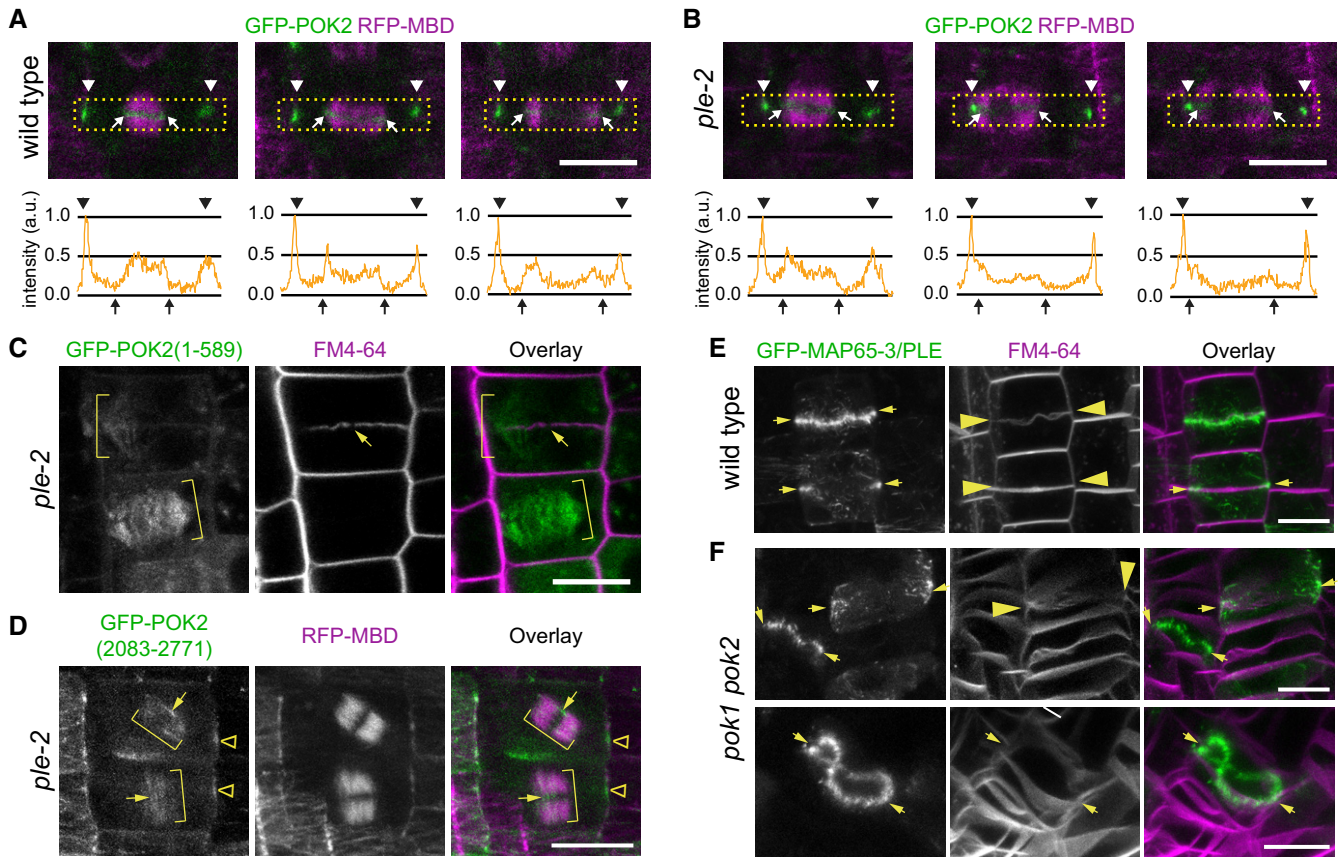 A
GFP-POK2 RFP-MBD
wild type
intensity (a.u.)
1.0
0.5
0.0
1.0
0.5
0.0
1.0
0.5
0.0
B
GFP-POK2 RFP-MBD
ple-2
intensity (a.u.)
1.0
0.5
0.0
1.0
0.5
0.0
1.0
0.5
0.0
C
GFP-POK2(1-589)
FM4-64
Overlay
ple-2
D
GFP-POK2
(2083-2771)
RFP-MBD
Overlay
ple-2
E
GFP-MAP65-3/PLE
FM4-64
Overlay
wild type
F
pok1 pok2